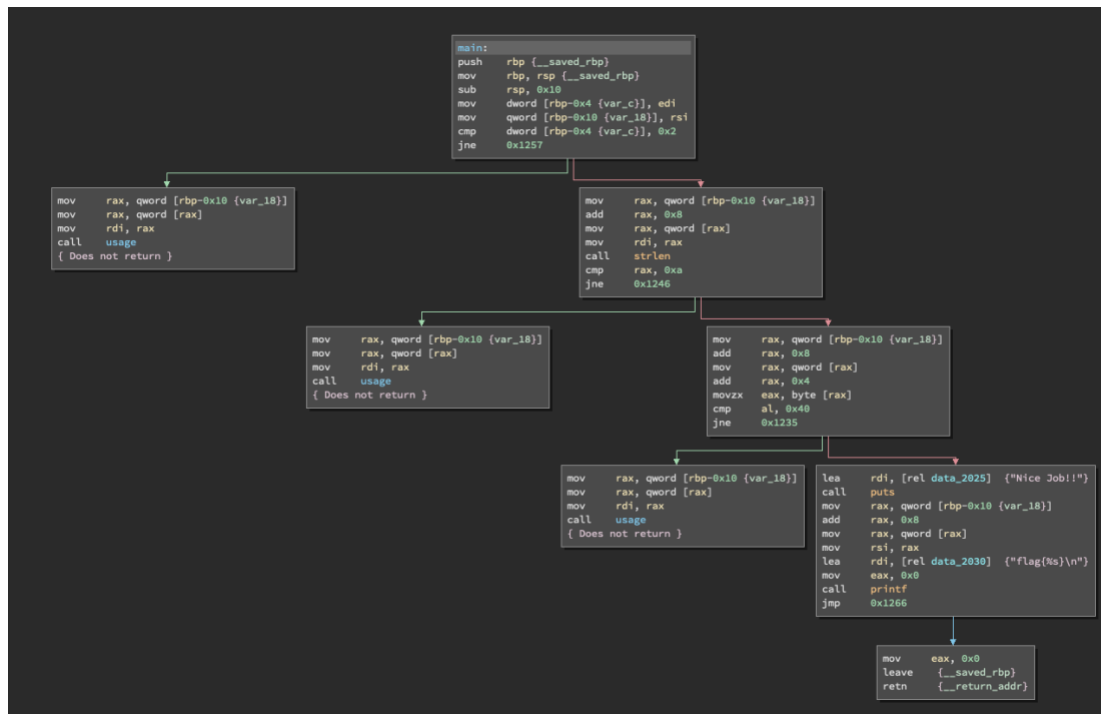 main:
push rbp {__saved_rbp}
mov rbp, rsp {__saved_rbp}
sub rsp, 0x10
mov dword [rbp-0x4 {var_c}], edi
mov qword [rbp-0x10 {var_18}], rsi
cmp dword [rbp-0x4 {var_c}], 0x2
jne 0x1257
mov rax, qword [rbp-0x10 {var_18}]
mov rax, qword [rax]
mov rdi, rax
call usage
{ Does not return }
mov rax, qword [rbp-0x10 {var_18}]
add rax, 0x8
mov rax, qword [rax]
mov rdi, rax
call strlen
cmp rax, 0xa
jne 0x1246
mov rax, qword [rbp-0x10 {var_18}]
mov rax, qword [rax]
mov rdi, rax
call usage
{ Does not return }
mov rax, qword [rbp-0x10 {var_18}]
add rax, 0x8
mov rax, qword [rax]
add rax, 0x4
movzx eax, byte [rax]
cmp al, 0x40
jne 0x1235
mov rax, qword [rbp-0x10 {var_18}]
mov rax, qword [rax]
mov rdi, rax
call usage
{ Does not return }
lea rdi, [rel data_2025] {"Nice Job!!"}
call puts
mov rax, qword [rbp-0x10 {var_18}]
add rax, 0x8
mov rax, qword [rax]
mov rsi, rax
lea rdi, [rel data_2030] {"flag{%s}\n"}
mov eax, 0x0
call printf
jmp 0x1266
mov eax, 0x0
leave {__saved_rbp}
retn {__return_addr}